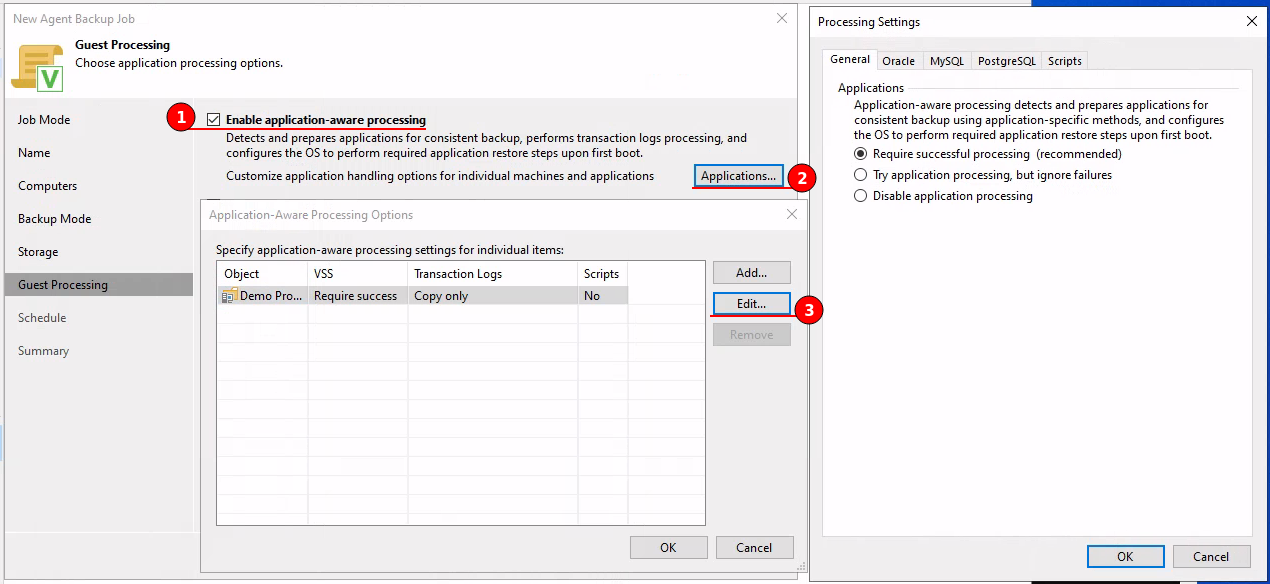 New Agent Backup Job
Guest Processing
Choose application processing options.
Job Mode
Name
Computers
Backup Mode
Storage
Guest Processing
Schedule
Summary
1
Enable application-aware processing
Detects and prepares applications for consistent backup, performs transaction logs processing, and
configures the OS to perform required application restore steps upon first boot.
Customize application handling options for individual machines and applications
Applications...
2
Application-Aware Processing Options
Specify application-aware processing settings for individual items:
Object VSS Transaction Logs Scripts
Demo Pro... Require success Copy only No
Add...
Edit...
3
Remove
OK Cancel
Processing Settings
General Oracle MySQL PostgreSQL Scripts
Applications
Application-aware processing detects and prepares applications for
consistent backup using application-specific methods, and configures
the OS to perform required application restore steps upon first boot.
Require successful processing (recommended)
Try application processing, but ignore failures
Disable application processing
OK Cancel